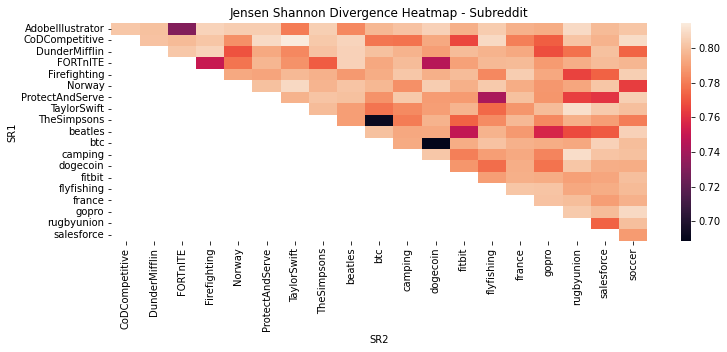 Jensen Shannon Divergence Heatmap - Subreddit
SR1
AdobeIllustrator
CoDCompetitive
DunderMifflin
FORTnITE
Firefighting
Norway
ProtectAndServe
TaylorSwift
TheSimpsons
beatles
btc
camping
dogecoin
fitbit
flyfishing
france
gopro
rugbyunion
salesforce
CoDCompetitive
DunderMifflin
FORTnITE
Firefighting
Norway
ProtectAndServe
TaylorSwift
TheSimpsons
beatles
btc
camping
dogecoin
fitbit
flyfishing
france
gopro
rugbyunion
salesforce
soccer
SR2
0.80
0.78
0.76
0.74
0.72
0.70